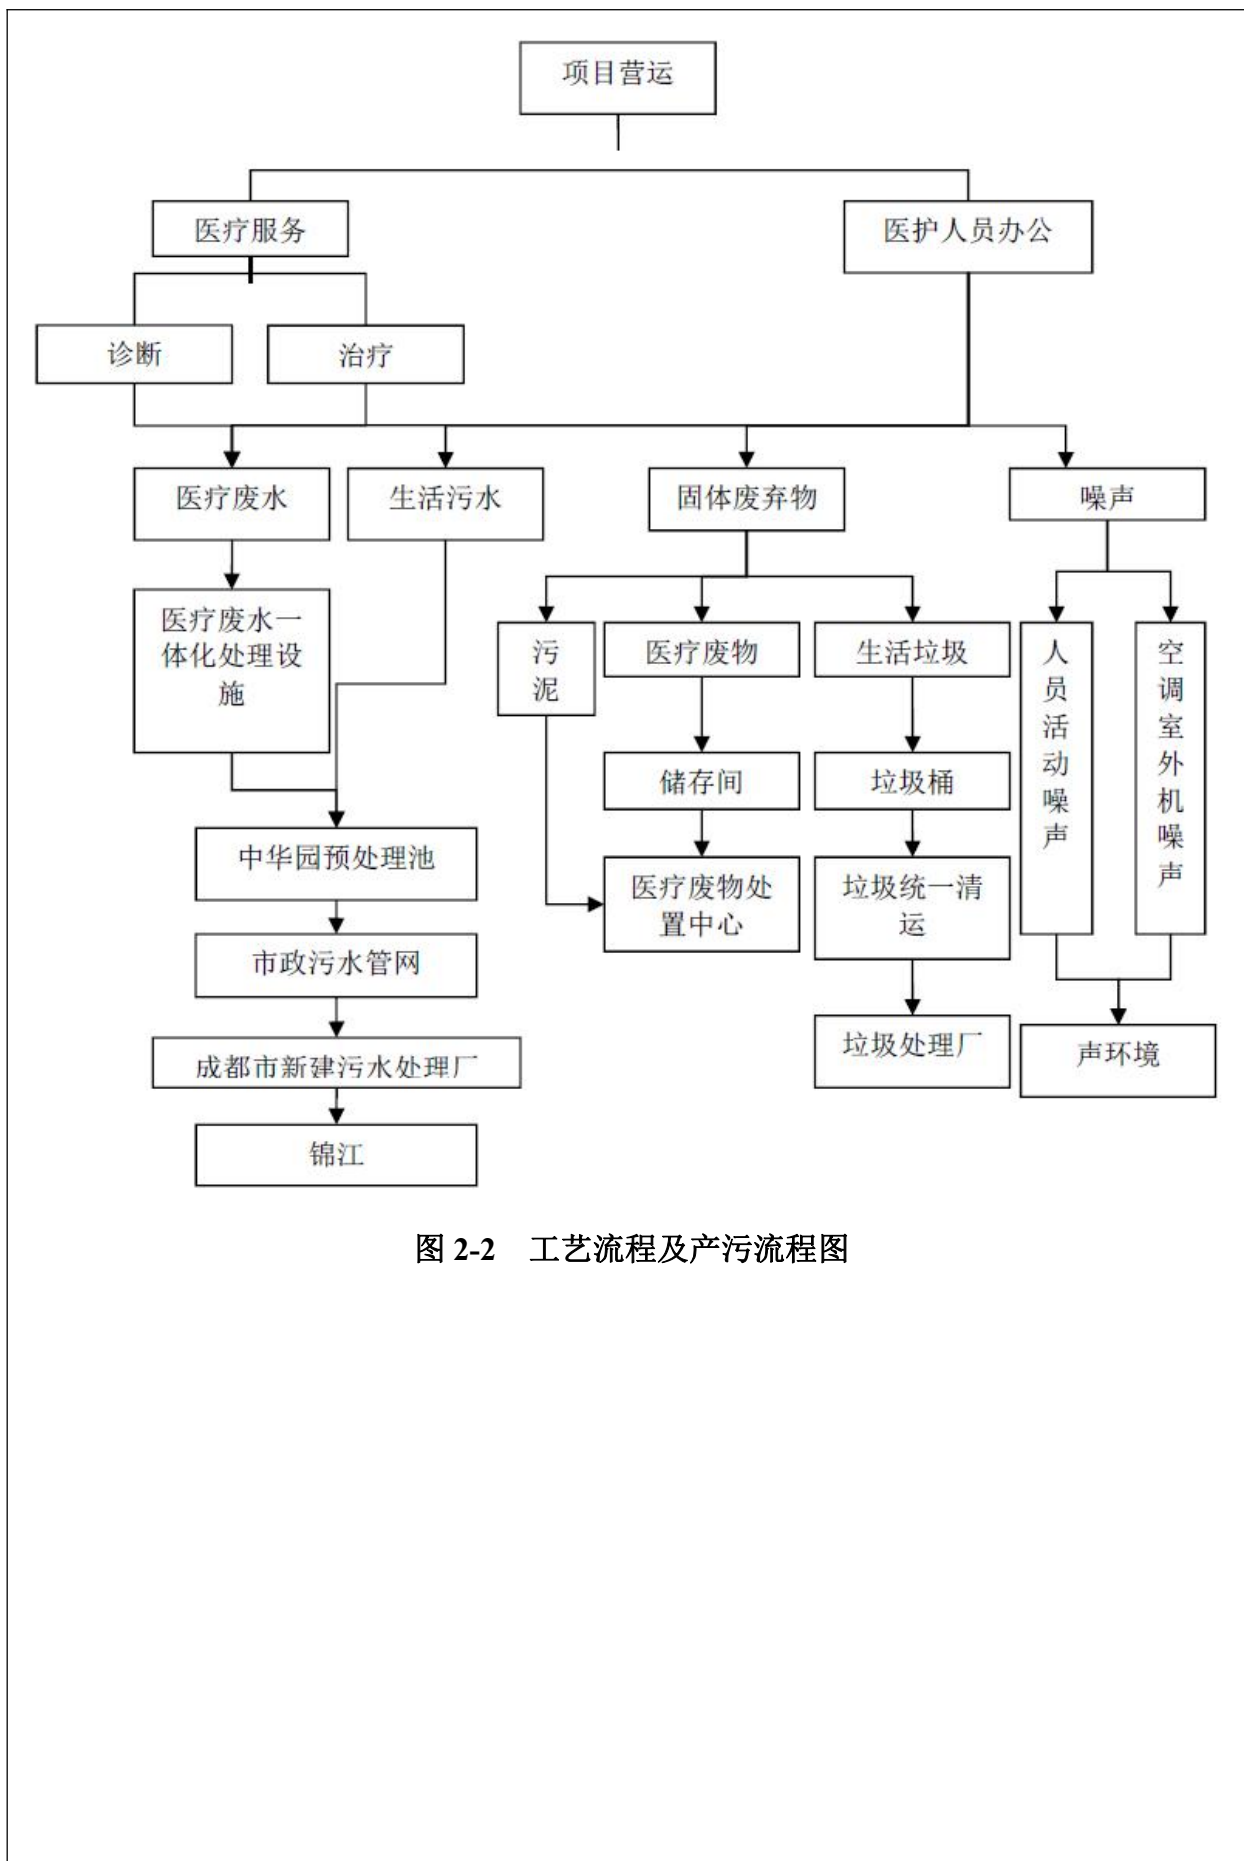 项目营运
医疗服务
医护人员办公
诊断
治疗
医疗废水
生活污水
固体废弃物
噪声
医疗废水一
体化处理设
施
污
泥
医疗废物
生活垃圾
人
员
活
动
噪
声
空
调
室
外
机
噪
声
储存间
垃圾桶
中华园预处理池
医疗废物处
置中心
垃圾统一清
运
市政污水管网
成都市新建污水处理厂
垃圾处理厂
声环境
锦江
图 2-2 工艺流程及产污流程图